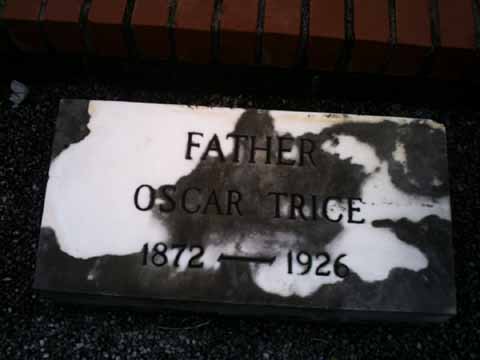 FATHER
OSCAR TRICE
1872 — 1926